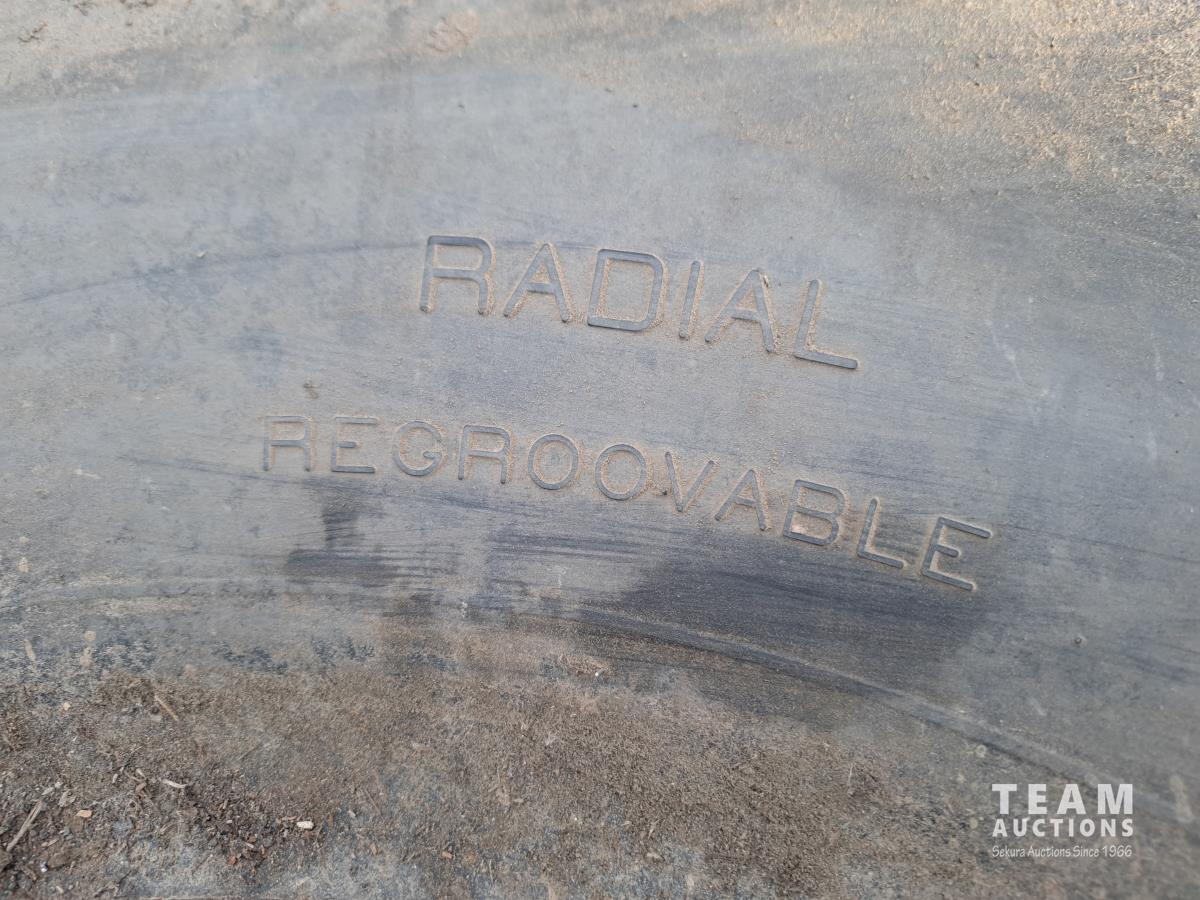 RADIAL
REGROOVABLE
TEAM
AUCTIONS
Sekura Auctions Since 1966